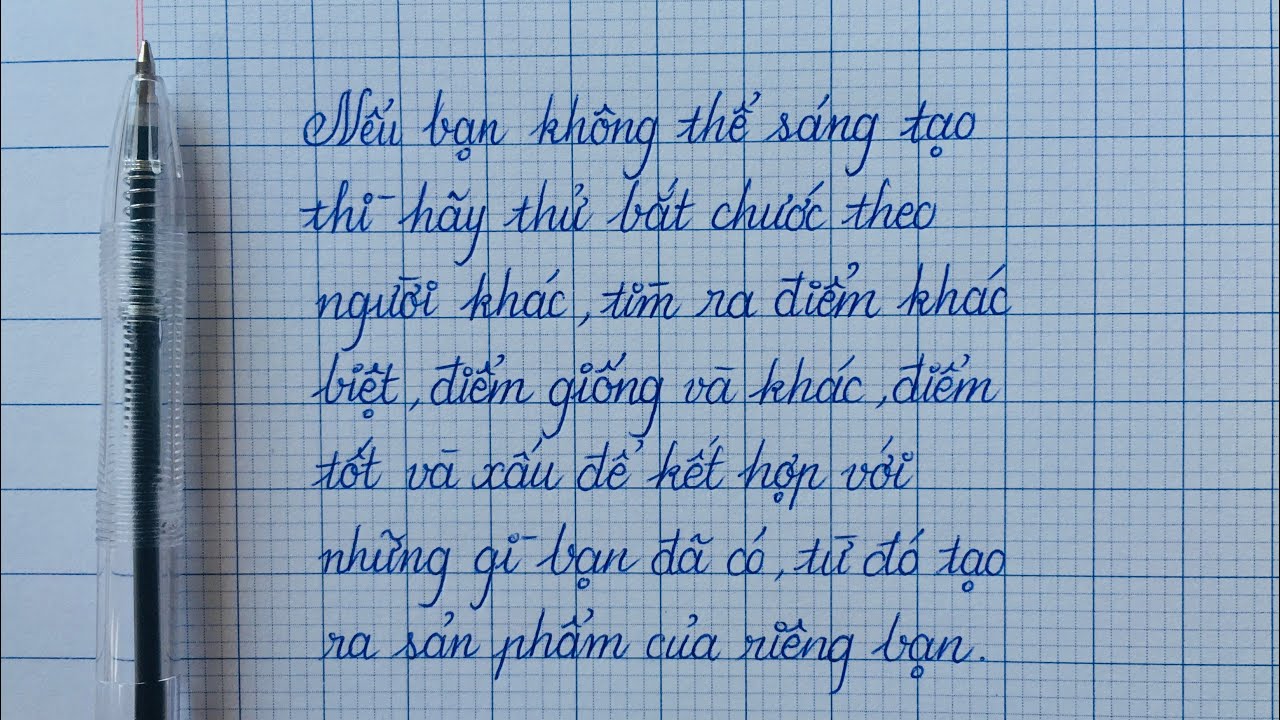 Nếu bạn không thể sáng tạo
thì hãy thử bắt chước theo
người khác, tìm ra điểm khác
biệt, điểm giống và khác, điểm
tốt và xấu để kết hợp với
những gì bạn đã có, từ đó tạo
ra sản phẩm của riêng bạn.